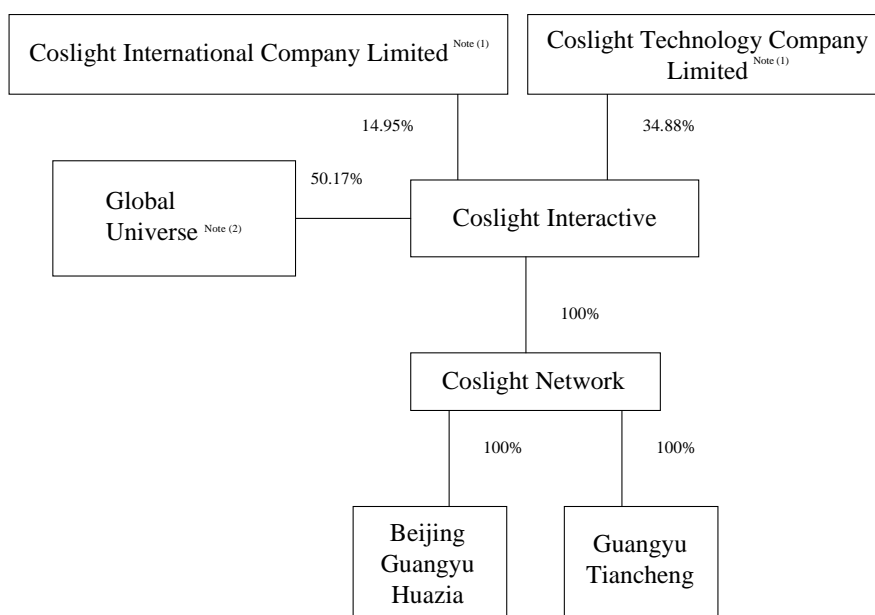 Coslight International Company Limited Note (1)
Coslight Technology Company
Limited Note (1)
14.95%
34.88%
50.17%
Global
Universe Note (2)
Coslight Interactive
100%
Coslight Network
100%
100%
Beijing
Guangyu
Huazia
Guangyu
Tiancheng